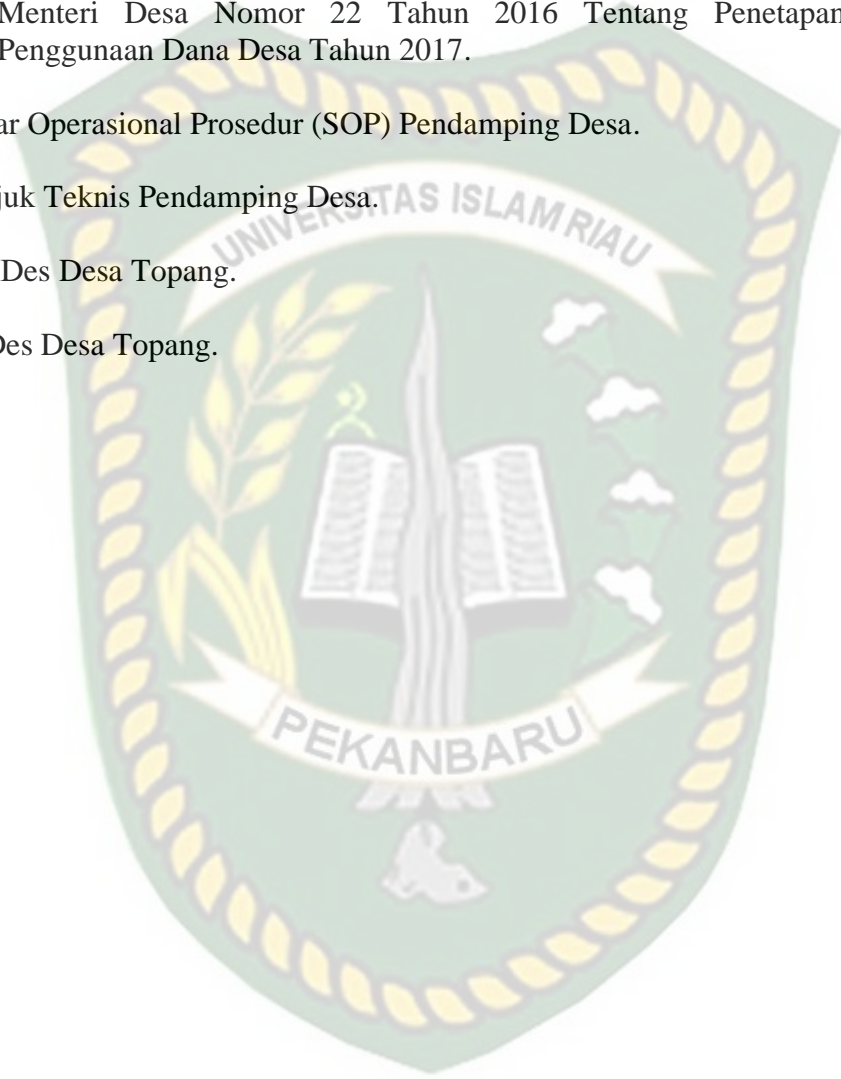 Menteri Desa Nomor 22 Tahun 2016 Tentang Penetapan
Penggunaan Dana Desa Tahun 2017.
ar Operasional Prosedur (SOP) Pendamping Desa.
juk Teknis Pendamping Desa.
Des Desa Topang.
Des Desa Topang.
UNIVERSITAS ISLAM RIAU
PEKANBARU